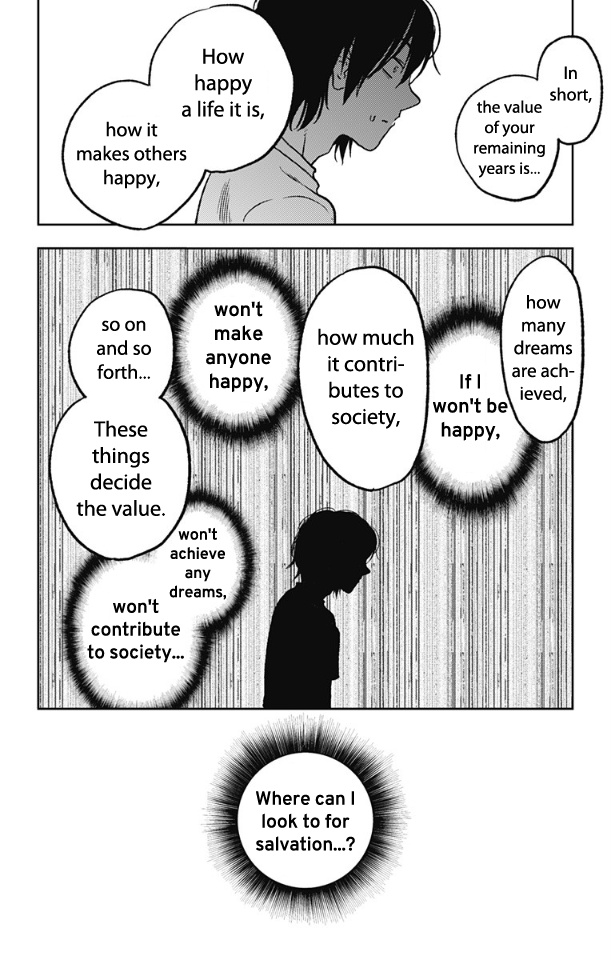 In
short,
the value
of your
remaining
years is...
How
happy
a life it is,
how it
makes others
happy,
how
many
dreams
are ach-
ieved,
If I
won't be
happy,
how much
it contri-
butes to
society,
won't
make
anyone
happy,
so on
and so
forth...
These
things
decide
the value.
won't
achieve
any
dreams,
won't
contribute
to society...
Where can I
look to for
salvation...?